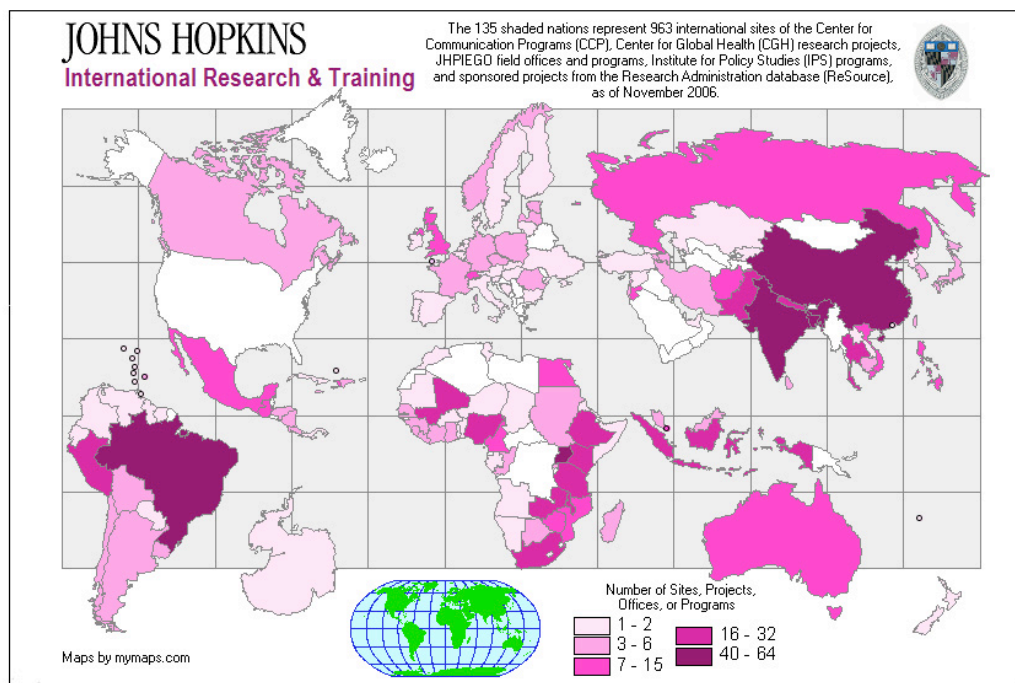 JOHNS HOPKINS
International Research & Training
The 135 shaded nations represent 963 international sites of the Center for
Communication Programs (CCP), Center for Global Health (CGH) research projects,
JHPIEGO field offices and programs, Institute for Policy Studies (IPS) programs,
and sponsored projects from the Research Administration database (ReSource),
as of November 2006.
Number of Sites, Projects,
Offices, or Programs
1 - 2
3 - 6
7 - 15
16 - 32
40 - 64
Maps by mymaps.com